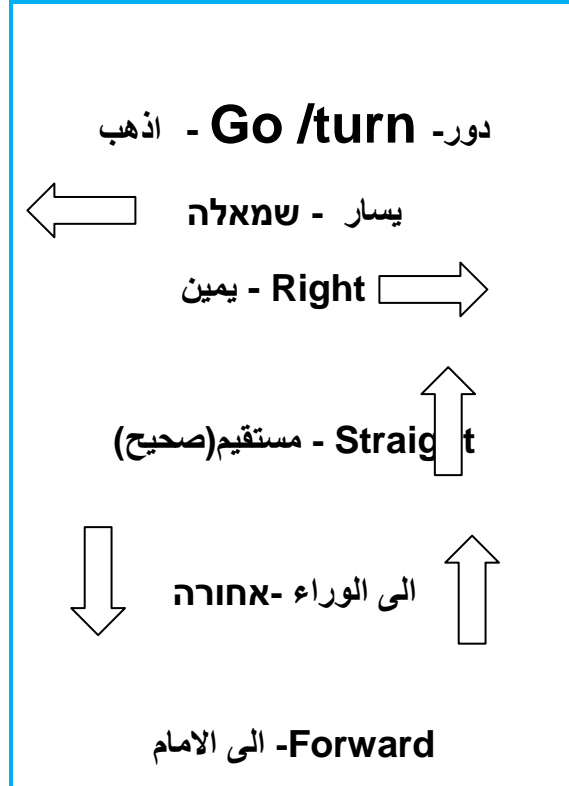 دور- Go /turn - اذهب
يسار - שמאלה
Right - يمين
Straight - مستقيم(صحيح)
الى الوراء -אחורה
Forward- الى الامام